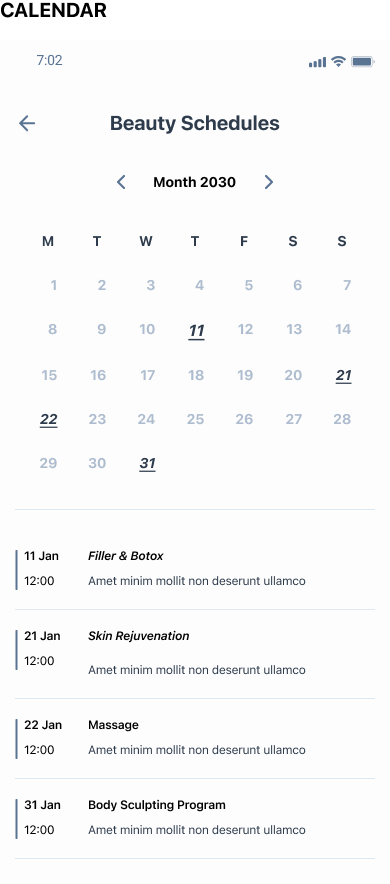 CALENDAR
7:02
Beauty Schedules
Month 2030
M T W T F S S
1 2 3 4 5 6 7
8 9 10 11 12 13 14
15 16 17 18 19 20 21
22 23 24 25 26 27 28
29 30 31
11 Jan Filler & Botox
12:00 Amet minim mollit non deserunt ullamco
21 Jan Skin Rejuvenation
12:00 Amet minim mollit non deserunt ullamco
22 Jan Massage
12:00 Amet minim mollit non deserunt ullamco
31 Jan Body Sculpting Program
12:00 Amet minim mollit non deserunt ullamco